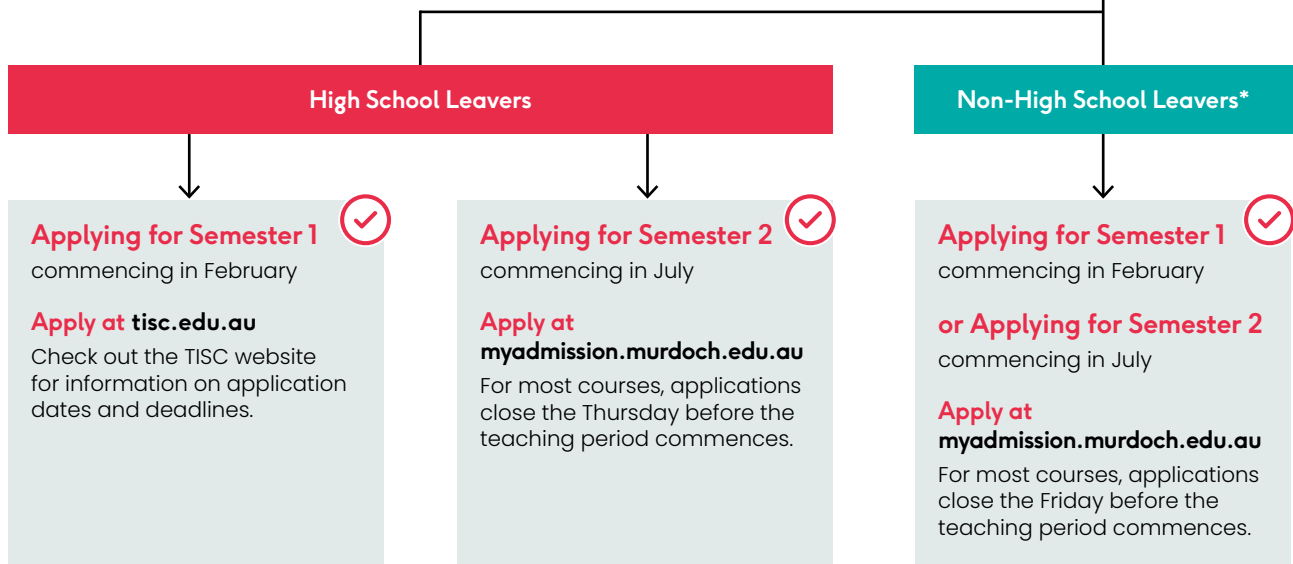 High School Leavers
Non-High School Leavers*
Applying for Semester 1
commencing in February
Apply at tisc.edu.au
Check out the TISC website
for information on application
dates and deadlines.
Applying for Semester 2
commencing in July
Apply at
myadmission.murdoch.edu.au
For most courses, applications
close the Thursday before the
teaching period commences.
Applying for Semester 1
commencing in February
or Applying for Semester 2
commencing in July
Apply at
myadmission.murdoch.edu.au
For most courses, applications
close the Friday before the
teaching period commences.